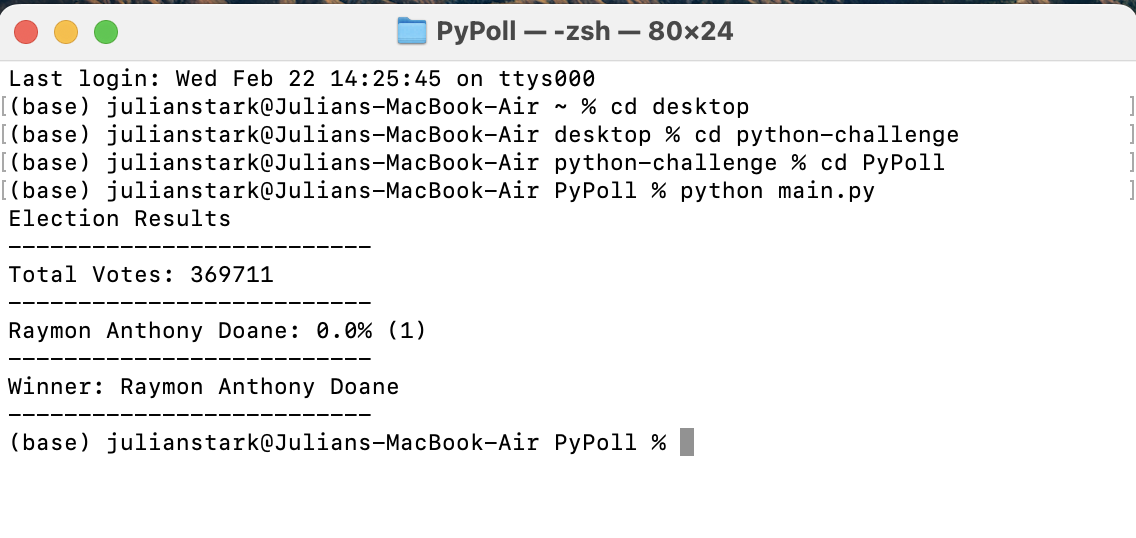 PyPoll — -zsh — 80×24
Last login: Wed Feb 22 14:25:45 on ttys000
[(base) julianstark@Julians-MacBook-Air ~ % cd desktop ]
[(base) julianstark@Julians-MacBook-Air desktop % cd python-challenge ]
[(base) julianstark@Julians-MacBook-Air python-challenge % cd PyPoll ]
[(base) julianstark@Julians-MacBook-Air PyPoll % python main.py ]
Election Results
--------------------------
Total Votes: 369711
--------------------------
Raymon Anthony Doane: 0.0% (1)
--------------------------
Winner: Raymon Anthony Doane
--------------------------
(base) julianstark@Julians-MacBook-Air PyPoll %